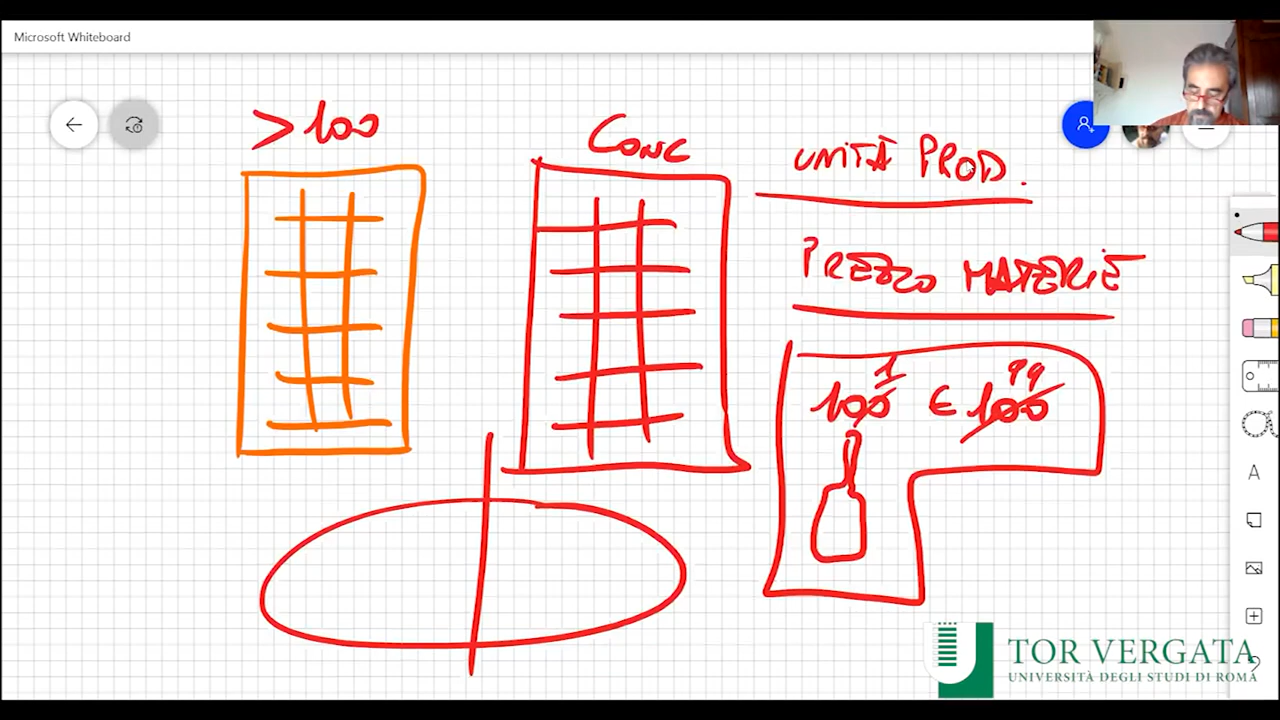 Microsoft Whiteboard
>100
CONC
UNITÀ PROD.
PREZZO MATERIE
1 99
100 € 100
A
TOR VERGATA
UNIVERSITÀ DEGLI STUDI DI ROMA